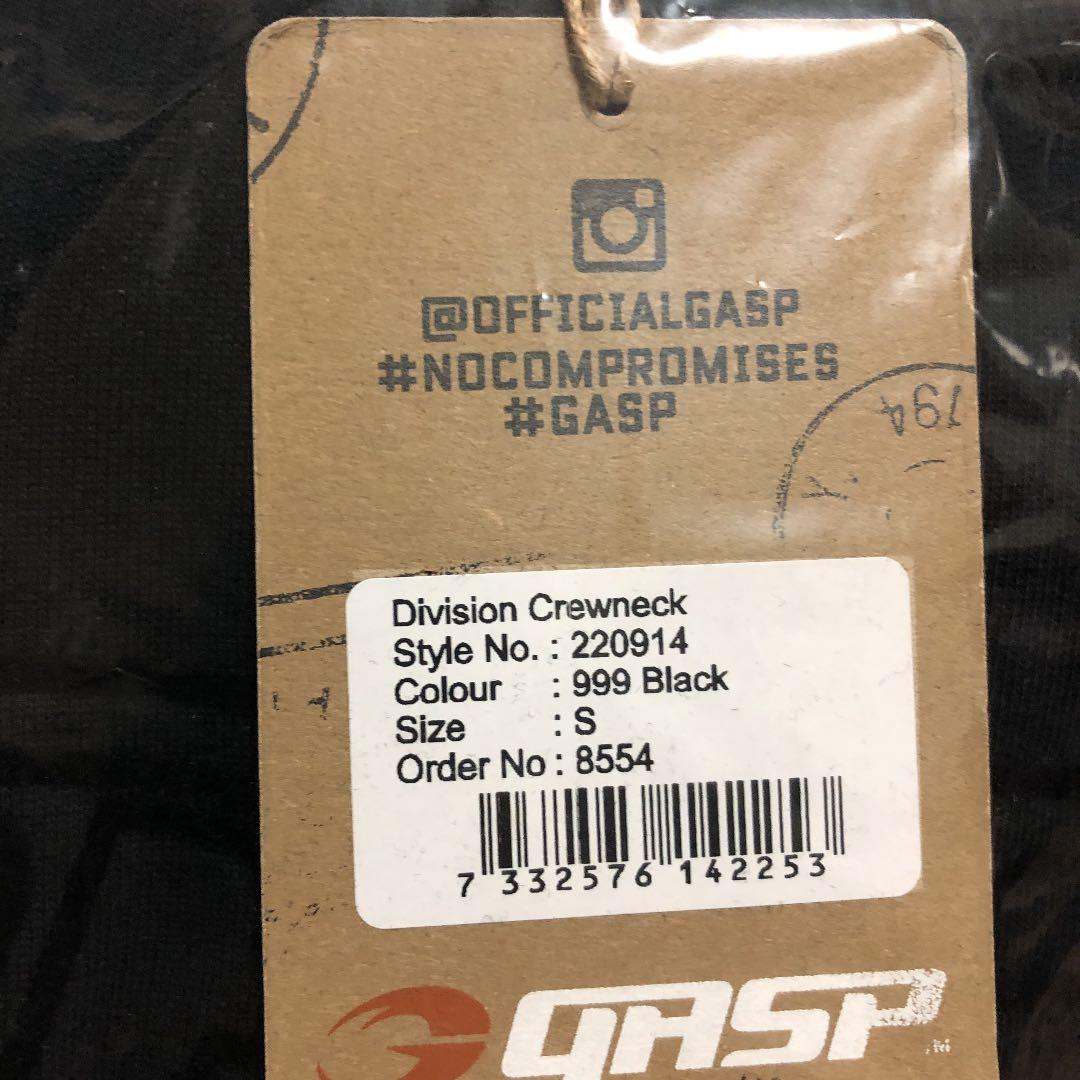 @OFFICIALGASP
#NOCOMPROMISES
#GASP
794
Division Crewneck
Style No. : 220914
Colour : 999 Black
Size : S
Order No : 8554
7 332576 142253
GASP